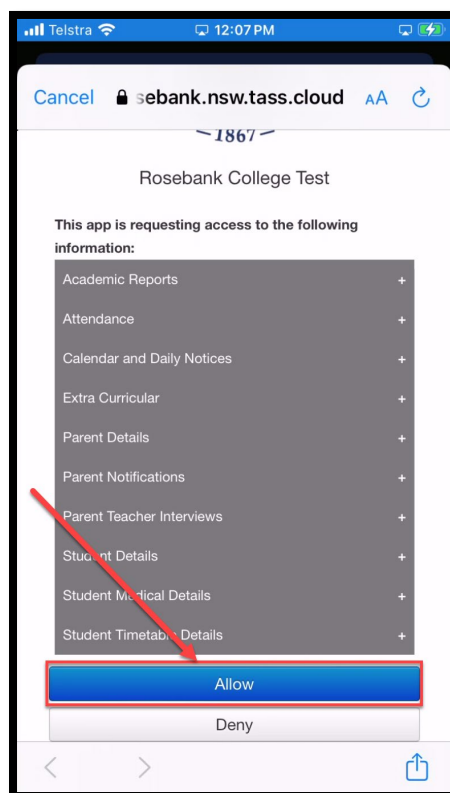 Telstra 12:07 PM
Cancel sebank.nsw.tass.cloud AA
1867
Rosebank College Test
This app is requesting access to the following
information:
Academic Reports +
Attendance +
Calendar and Daily Notices +
Extra Curricular +
Parent Details +
Parent Notifications +
Parent Teacher Interviews +
Student Details +
Student Medical Details +
Student Timetable Details +
Allow
Deny